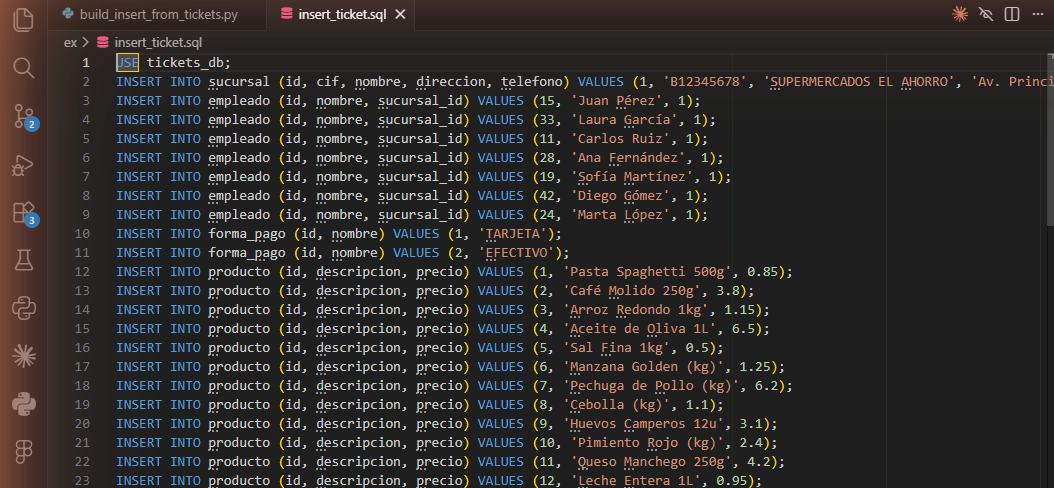 build_insert_from_tickets.py
insert_ticket.sql
ex > insert_ticket.sql
1 USE tickets_db;
2 INSERT INTO sucursal (id, cif, nombre, direccion, telefono) VALUES (1, 'B12345678', 'SUPERMERCADOS EL AHORRO', 'Av. Princi
3 INSERT INTO empleado (id, nombre, sucursal_id) VALUES (15, 'Juan Pérez', 1);
4 INSERT INTO empleado (id, nombre, sucursal_id) VALUES (33, 'Laura García', 1);
5 INSERT INTO empleado (id, nombre, sucursal_id) VALUES (11, 'Carlos Ruiz', 1);
6 INSERT INTO empleado (id, nombre, sucursal_id) VALUES (28, 'Ana Fernández', 1);
7 INSERT INTO empleado (id, nombre, sucursal_id) VALUES (19, 'Sofía Martínez', 1);
8 INSERT INTO empleado (id, nombre, sucursal_id) VALUES (42, 'Diego Gómez', 1);
9 INSERT INTO empleado (id, nombre, sucursal_id) VALUES (24, 'Marta López', 1);
10 INSERT INTO forma_pago (id, nombre) VALUES (1, 'TARJETA');
11 INSERT INTO forma_pago (id, nombre) VALUES (2, 'EFECTIVO');
12 INSERT INTO producto (id, descripcion, precio) VALUES (1, 'Pasta Spaghetti 500g', 0.85);
13 INSERT INTO producto (id, descripcion, precio) VALUES (2, 'Café Molido 250g', 3.8);
14 INSERT INTO producto (id, descripcion, precio) VALUES (3, 'Arroz Redondo 1kg', 1.15);
15 INSERT INTO producto (id, descripcion, precio) VALUES (4, 'Aceite de Oliva 1L', 6.5);
16 INSERT INTO producto (id, descripcion, precio) VALUES (5, 'Sal Fina 1kg', 0.5);
17 INSERT INTO producto (id, descripcion, precio) VALUES (6, 'Manzana Golden (kg)', 1.25);
18 INSERT INTO producto (id, descripcion, precio) VALUES (7, 'Pechuga de Pollo (kg)', 6.2);
19 INSERT INTO producto (id, descripcion, precio) VALUES (8, 'Cebolla (kg)', 1.1);
20 INSERT INTO producto (id, descripcion, precio) VALUES (9, 'Huevos Camperos 12u', 3.1);
21 INSERT INTO producto (id, descripcion, precio) VALUES (10, 'Pimiento Rojo (kg)', 2.4);
22 INSERT INTO producto (id, descripcion, precio) VALUES (11, 'Queso Manchego 250g', 4.2);
23 INSERT INTO producto (id, descripcion, precio) VALUES (12, 'Leche Entera 1L', 0.95);
2
3